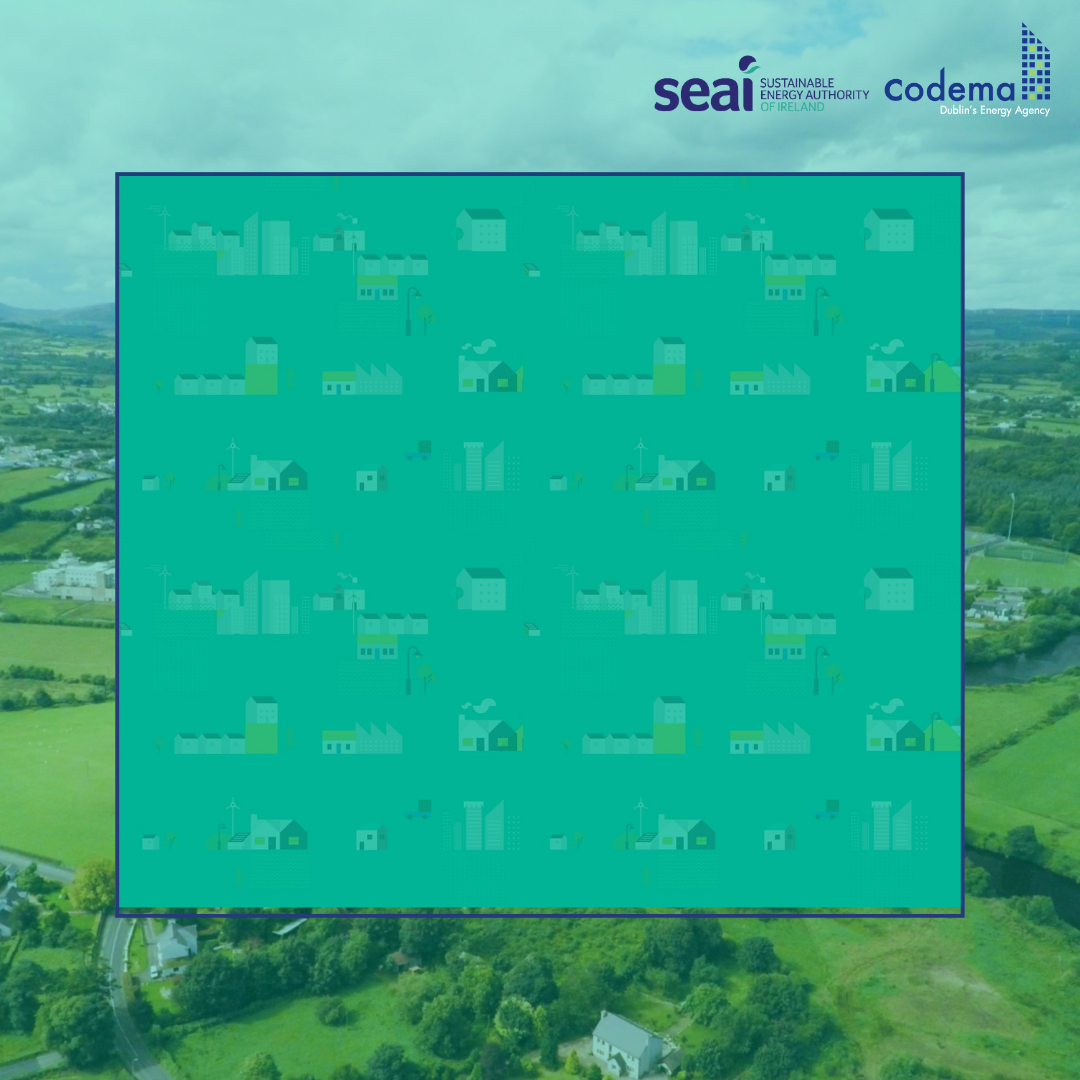 seai
SUSTAINABLE
ENERGY AUTHORITY
OF IRELAND
Codema
Dublin's Energy Agency